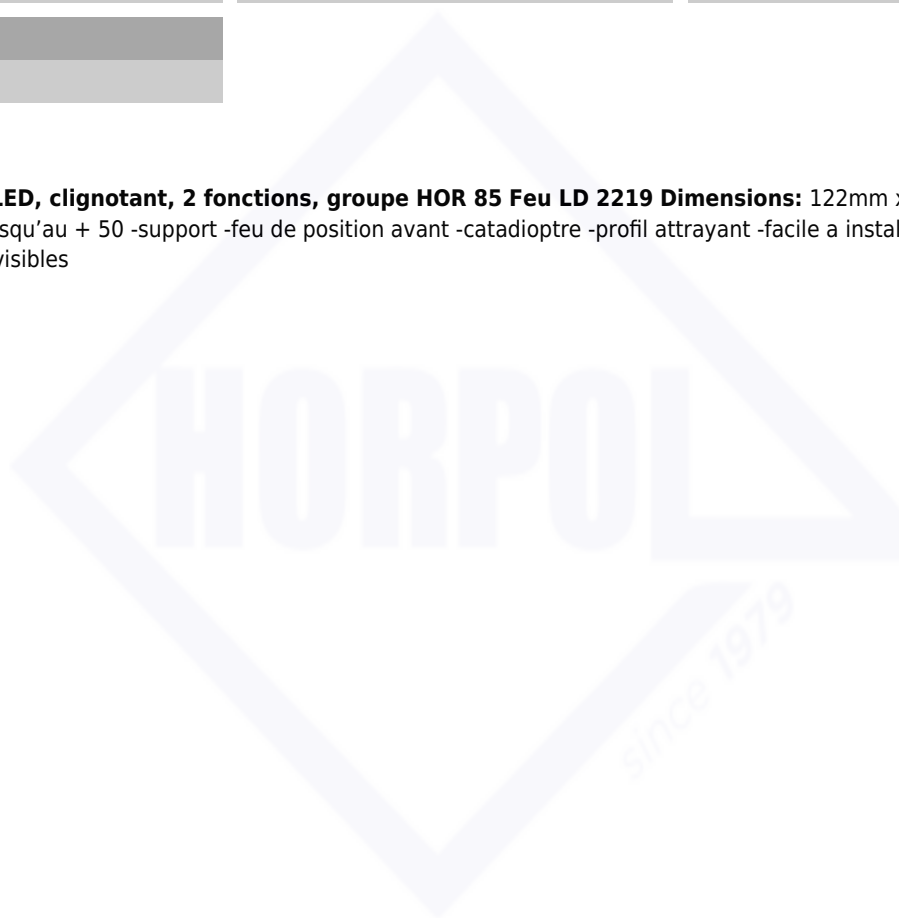 LED, clignotant, 2 fonctions, groupe HOR 85 Feu LD 2219 Dimensions: 122mm x
squ’au + 50 -support -feu de position avant -catadioptre -profil attrayant -facile a instal
visibles
HORPOL
since 1979